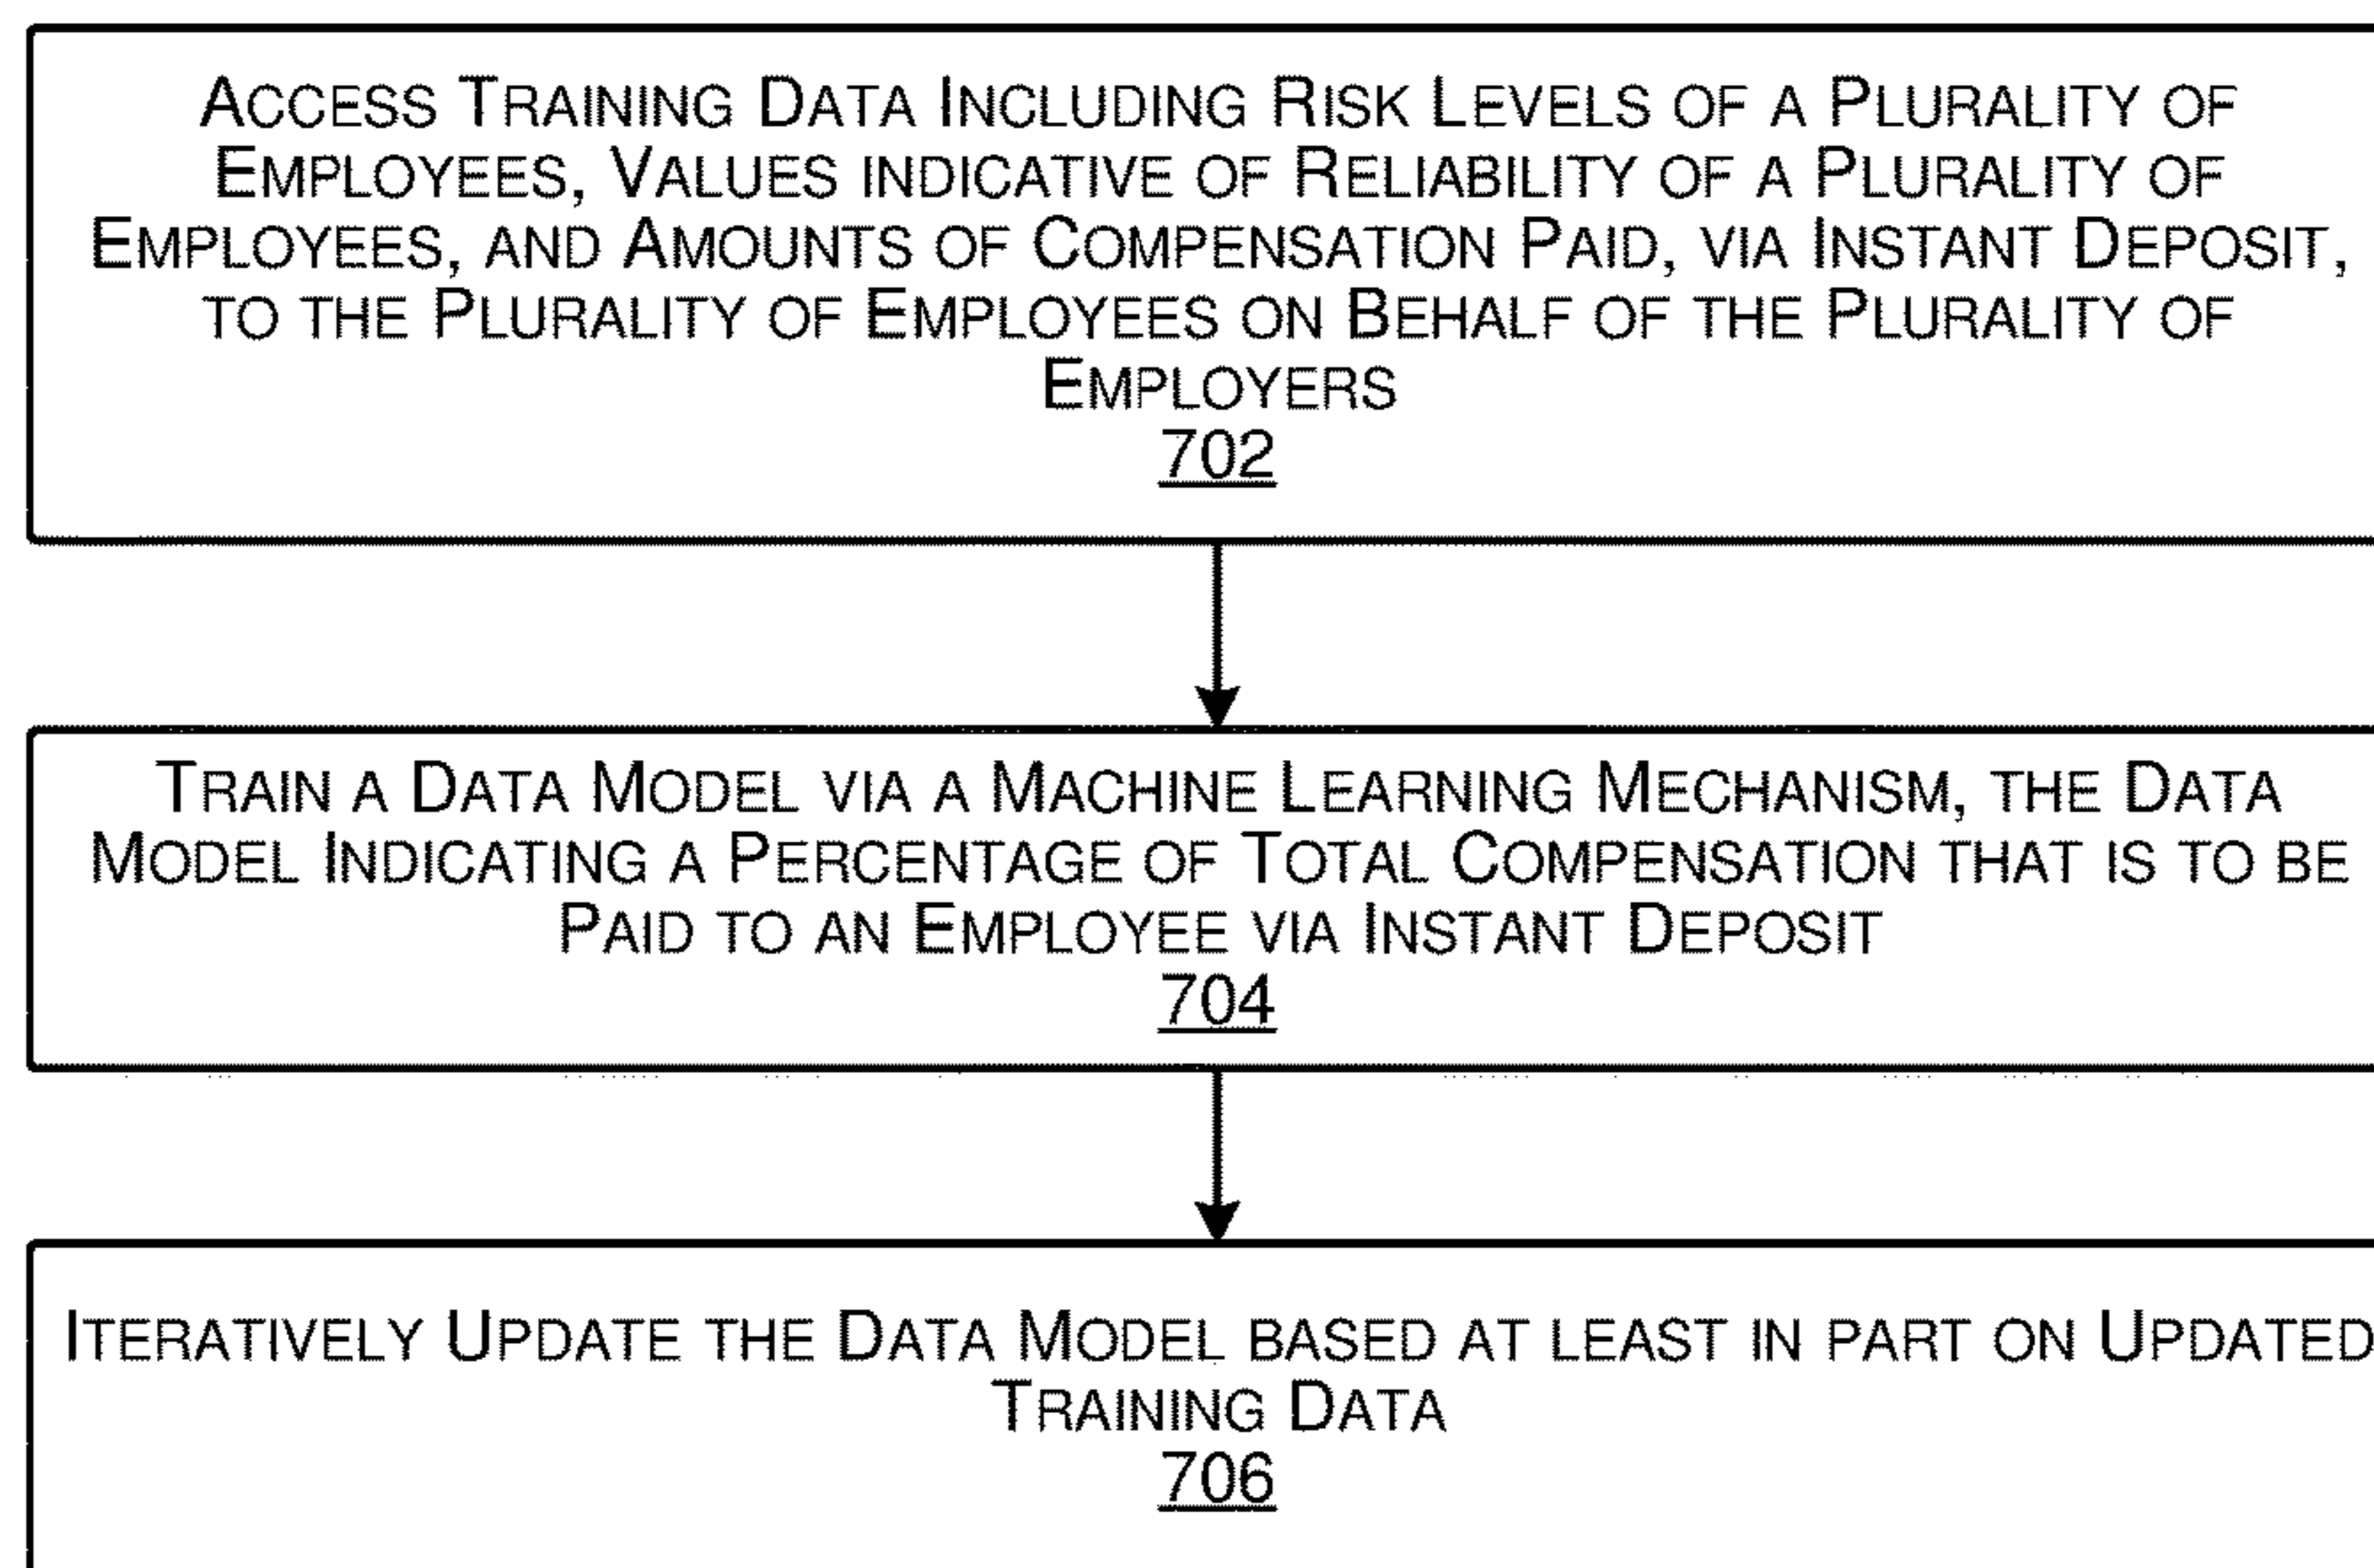 ACCESS TRAINING DATA INCLUDING RISK LEVELS OF A PLURALITY OF
EMPLOYEES, VALUES INDICATIVE OF RELIABILITY OF A PLURALITY OF
EMPLOYEES, AND AMOUNTS OF COMPENSATION PAID, VIA INSTANT DEPOSIT,
TO THE PLURALITY OF EMPLOYEES ON BEHALF OF THE PLURALITY OF
EMPLOYERS
702
TRAIN A DATA MODEL VIA A MACHINE LEARNING MECHANISM, THE DATA
MODEL INDICATING A PERCENTAGE OF TOTAL COMPENSATION THAT IS TO BE
PAID TO AN EMPLOYEE VIA INSTANT DEPOSIT
704
ITERATIVELY UPDATE THE DATA MODEL BASED AT LEAST IN PART ON UPDATED
TRAINING DATA
706